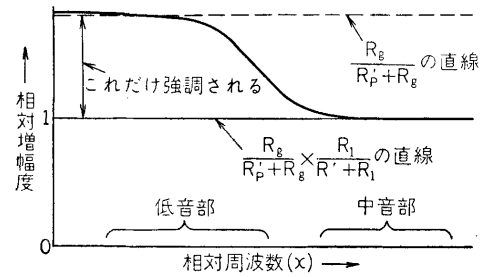 Rg/(R'P+Rg)の直線
これだけ強調される
相対増幅度
1
Rg/(R'P+Rg)×R1/(R'+R1)の直線
低音部
中音部
0
相対周波数(x)